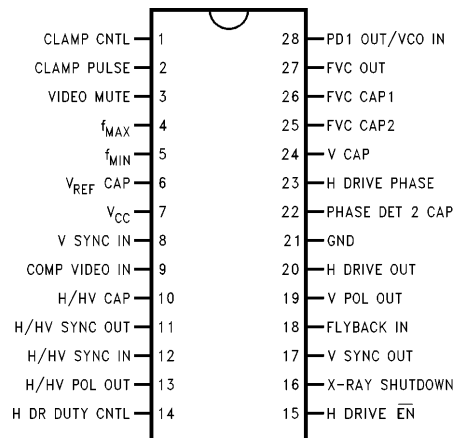 CLAMP CNTL 1 28 PD1 OUT/VCO IN
CLAMP PULSE 2 27 FVC OUT
VIDEO MUTE 3 26 FVC CAP1
fMAX 4 25 FVC CAP2
fMIN 5 24 V CAP
VREF CAP 6 23 H DRIVE PHASE
VCC 7 22 PHASE DET 2 CAP
V SYNC IN 8 21 GND
COMP VIDEO IN 9 20 H DRIVE OUT
H/HV CAP 10 19 V POL OUT
H/HV SYNC OUT 11 18 FLYBACK IN
H/HV SYNC IN 12 17 V SYNC OUT
H/HV POL OUT 13 16 X-RAY SHUTDOWN
H DR DUTY CNTL 14 15 H DRIVE E̅N̅